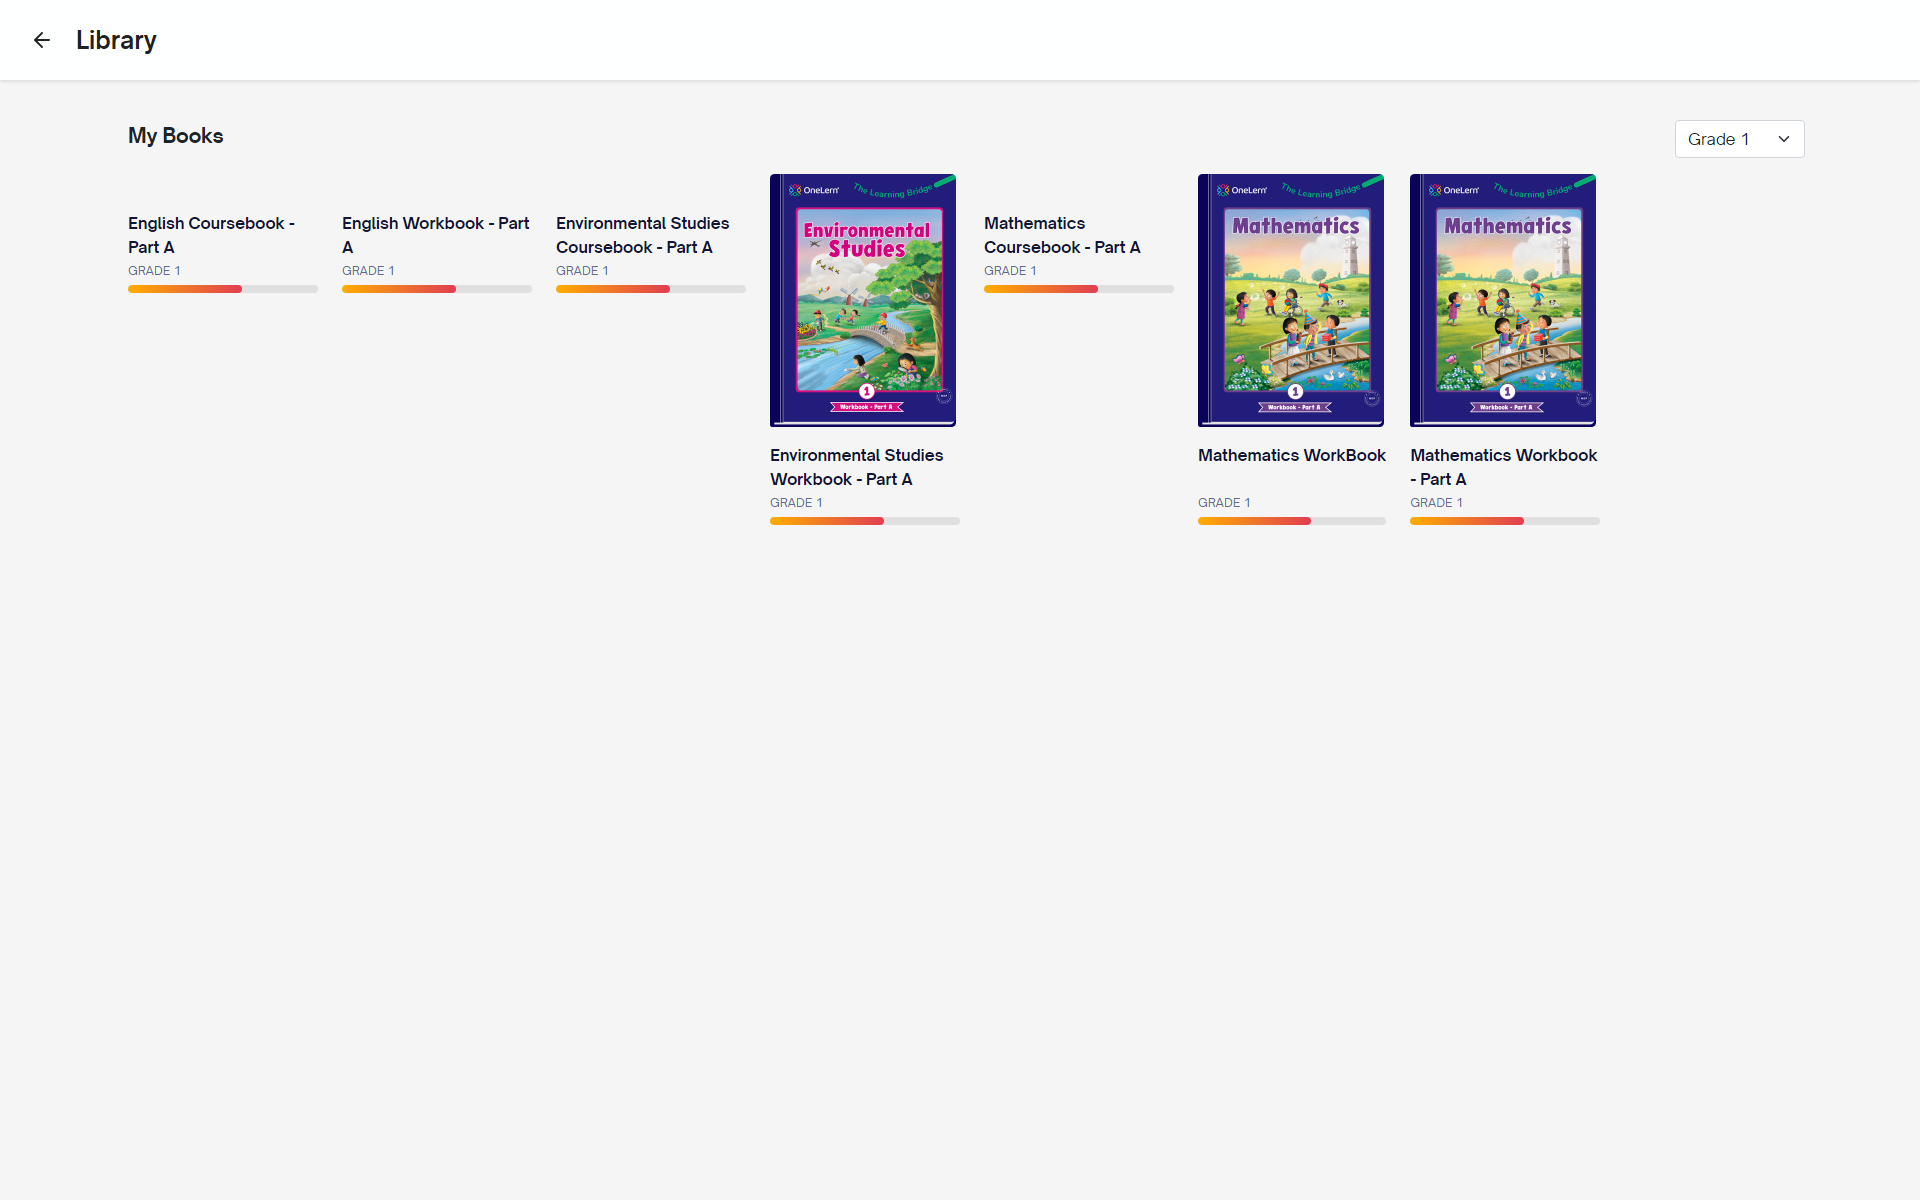 Library
My Books
Grade 1
English Coursebook -
Part A
GRADE 1
English Workbook - Part
A
GRADE 1
Environmental Studies
Coursebook - Part A
GRADE 1
OneLern
The Learning Bridge
Environmental
Studies
1
Workbook - Part A
Environmental Studies
Workbook - Part A
GRADE 1
Mathematics
Coursebook - Part A
GRADE 1
OneLern
The Learning Bridge
Mathematics
1
Workbook - Part A
Mathematics WorkBook
GRADE 1
OneLern
The Learning Bridge
Mathematics
1
Workbook - Part A
Mathematics Workbook
- Part A
GRADE 1